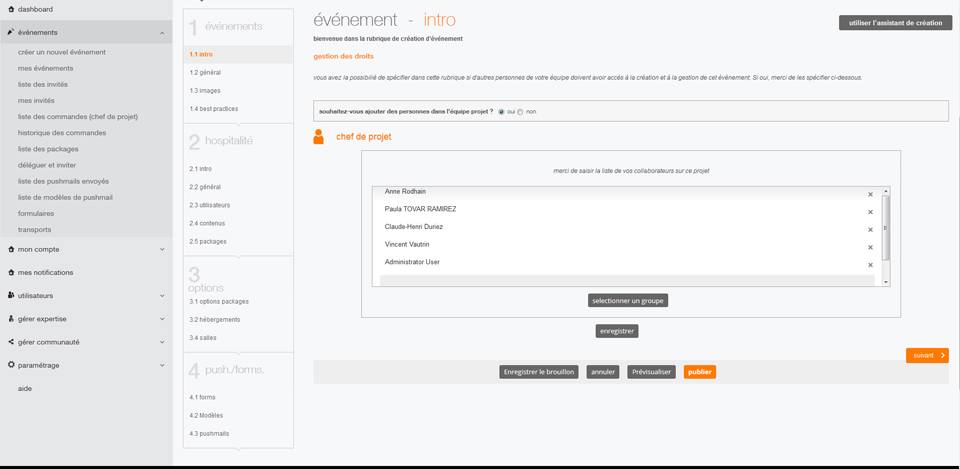 dashboard
événements
créer un nouvel événement
mes événements
liste des invités
mes invités
liste des commandes (chef de projet)
historique des commandes
liste des packages
déléguer et inviter
liste des pushmails envoyés
liste de modèles de pushmail
formulaires
transports
mon compte
mes notifications
utilisateurs
gérer expertise
gérer communauté
paramétrage
aide
1 événements
1.1 intro
1.2 général
1.3 images
1.4 best practices
2 hospitalité
2.1 intro
2.2 général
2.3 utilisateurs
2.4 contenus
2.5 packages
3
options
3.1 options packages
3.2 hébergements
3.4 salles
4 push./forms.
4.1 forms
4.2 Modèles
4.3 pushmails
événement - intro
utiliser l'assistant de création
bienvenue dans la rubrique de création d'événement
gestion des droits
vous avez la possibilité de spécifier dans cette rubrique si d'autres personnes de votre équipe doivent avoir accés à la création et à la gestion de cet événement. Si oui, merci de les spécifier ci-dessous.
souhaitez-vous ajouter des personnes dans l'équipe projet ? oui non
chef de projet
merci de saisir la liste de vos collaborateurs sur ce projet
Anne Rodhain
Paula TOVAR RAMIREZ
Claude-Henri Duriez
Vincent Vautrin
Administrator User
selectionner un groupe
enregistrer
suivant
Enregistrer le brouillon annuler Prévisualiser publier